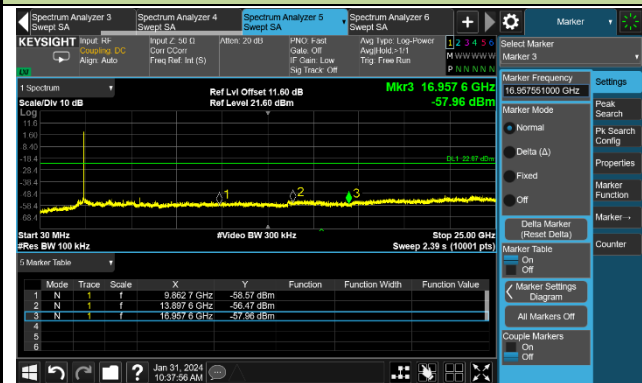 Spectrum Analyzer 3
Swept SA
Spectrum Analyzer 4
Swept SA
Spectrum Analyzer 5
Swept SA
Spectrum Analyzer 6
Swept SA
Marker
KEYSIGHT
Input: RF
Coupling: DC
Align: Auto
Input Z: 50 Ω
Corr CCorr
Freq Ref: Int (S)
Atten: 20 dB
PNO: Fast
Gate: Off
IF Gain: Low
Sig Track: Off
Avg Type: Log-Power
Avg|Hold:>1/1
Trig: Free Run
1 2 3 4 5 6
M W W W W W
P N N N N N
Select Marker
Marker 3
1 Spectrum
Scale/Div 10 dB
Log
Ref Lvl Offset 11.60 dB
Ref Level 21.60 dBm
Mkr3 16.957 6 GHz
-57.96 dBm
11.6
1.60
-8.40
-18.4
-28.4
-38.4
-48.4
-58.4
-68.4
1
2
3
Start 30 MHz
#Res BW 100 kHz
#Video BW 300 kHz
Stop 25.00 GHz
Sweep 2.39 s (10001 pts)
5 Marker Table
Mode Trace Scale X Y Function Function Width Function Value
1 N 1 f 9.862 7 GHz -58.57 dBm
2 N 1 f 13.897 6 GHz -56.47 dBm
3 N 1 f 16.957 6 GHz -57.96 dBm
4
5
6
Marker Frequency
16.957551000 GHz
Marker Mode
Normal
Delta (Δ)
Fixed
Off
Delta Marker
(Reset Delta)
Marker Table
On
Off
Marker Settings
Diagram
All Markers Off
Couple Markers
On
Off
Settings
Peak
Search
Pk Search
Config
Properties
Marker
Function
Marker→
Counter
?
Jan 31, 2024
10:37:56 AM